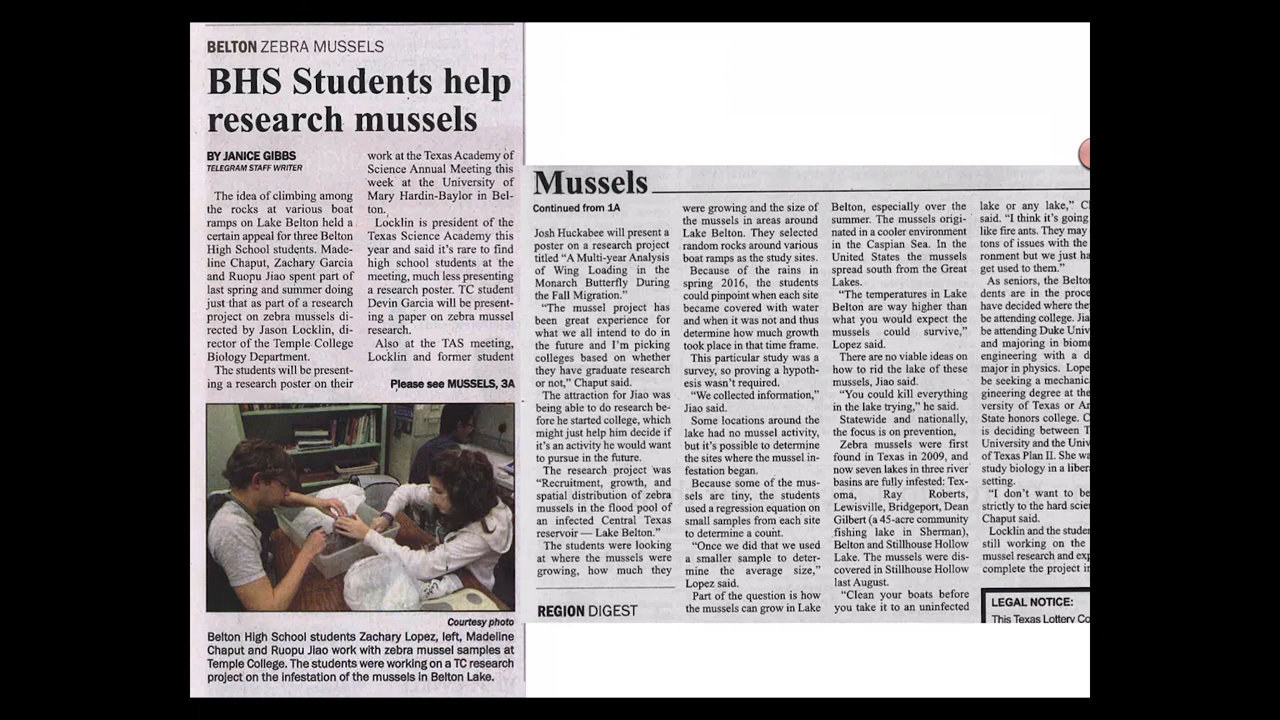 BELTON ZEBRA MUSSELS
BHS Students help
research mussels
BY JANICE GIBBS
TELEGRAM STAFF WRITER
The idea of climbing among
the rocks at various boat
ramps on Lake Belton held a
certain appeal for three Belton
High School students. Made-
line Chaput, Zachary Garcia
and Ruopu Jiao spent part of
last spring and summer doing
just that as part of a research
project on zebra mussels di-
rected by Jason Locklin, di-
rector of the Temple College
Biology Department.
The students will be present-
ing a research poster on their
work at the Texas Academy of
Science Annual Meeting this
week at the University of
Mary Hardin-Baylor in Bel-
ton.
Locklin is president of the
Texas Science Academy this
year and said it's rare to find
high school students at the
meeting, much less presenting
a research poster. TC student
Devin Garcia will be present-
ing a paper on zebra mussel
research.
Also at the TAS meeting,
Locklin and former student
Please see MUSSELS, 3A
Courtesy photo
Belton High School students Zachary Lopez, left, Madeline
Chaput and Ruopu Jiao work with zebra mussel samples at
Temple College. The students were working on a TC research
project on the infestation of the mussels in Belton Lake.
Mussels
Continued from 1A
Josh Huckabee will present a
poster on a research project
titled "A Multi-year Analysis
of Wing Loading in the
Monarch Butterfly During
the Fall Migration."
"The mussel project has
been great experience for
what we all intend to do in
the future and I'm picking
colleges based on whether
they have graduate research
or not," Chaput said.
The attraction for Jiao was
being able to do research be-
fore he started college, which
might just help him decide if
it's an activity he would want
to pursue in the future.
The research project was
"Recruitment, growth, and
spatial distribution of zebra
mussels in the flood pool of
an infected Central Texas
reservoir — Lake Belton."
The students were looking
at where the mussels were
growing, how much they
REGION DIGEST
were growing and the size of
the mussels in areas around
Lake Belton. They selected
random rocks around various
boat ramps as the study sites.
Because of the rains in
spring 2016, the students
could pinpoint when each site
became covered with water
and when it was not and thus
determine how much growth
took place in that time frame.
This particular study was a
survey, so proving a hypoth-
esis wasn't required.
"We collected information,"
Jiao said.
Some locations around the
lake had no mussel activity,
but it's possible to determine
the sites where the mussel in-
festation began.
Because some of the mus-
sels are tiny, the students
used a regression equation on
small samples from each site
to determine a count.
"Once we did that we used
a smaller sample to deter-
mine the average size,"
Lopez said.
Part of the question is how
the mussels can grow in Lake
Belton, especially over the
summer. The mussels origi-
nated in a cooler environment
in the Caspian Sea. In the
United States the mussels
spread south from the Great
Lakes.
"The temperatures in Lake
Belton are way higher than
what you would expect the
mussels could survive,"
Lopez said.
There are no viable ideas on
how to rid the lake of these
mussels, Jiao said.
"You could kill everything
in the lake trying," he said.
Statewide and nationally,
the focus is on prevention,
Zebra mussels were first
found in Texas in 2009, and
now seven lakes in three river
basins are fully infested: Tex-
oma, Ray Roberts,
Lewisville, Bridgeport, Dean
Gilbert (a 45-acre community
fishing lake in Sherman),
Belton and Stillhouse Hollow
Lake. The mussels were dis-
covered in Stillhouse Hollow
last August.
"Clean your boats before
you take it to an uninfected
lake or any lake,"
said. "I think it's going
like fire ants. They may
tons of issues with the
ronment but we just
get used to them."
As seniors, the
dents are in the
have decided where
be attending college.
be attending Duke
and majoring in
engineering with a
major in physics.
be seeking a
gineering degree at the
versity of Texas or
State honors college.
is deciding between
University and the
of Texas Plan II. She
study biology in a
setting.
"I don't want to be
strictly to the hard
Chaput said.
Locklin and the
still working on the
mussel research and
complete the project
LEGAL NOTICE:
This Texas Lottery